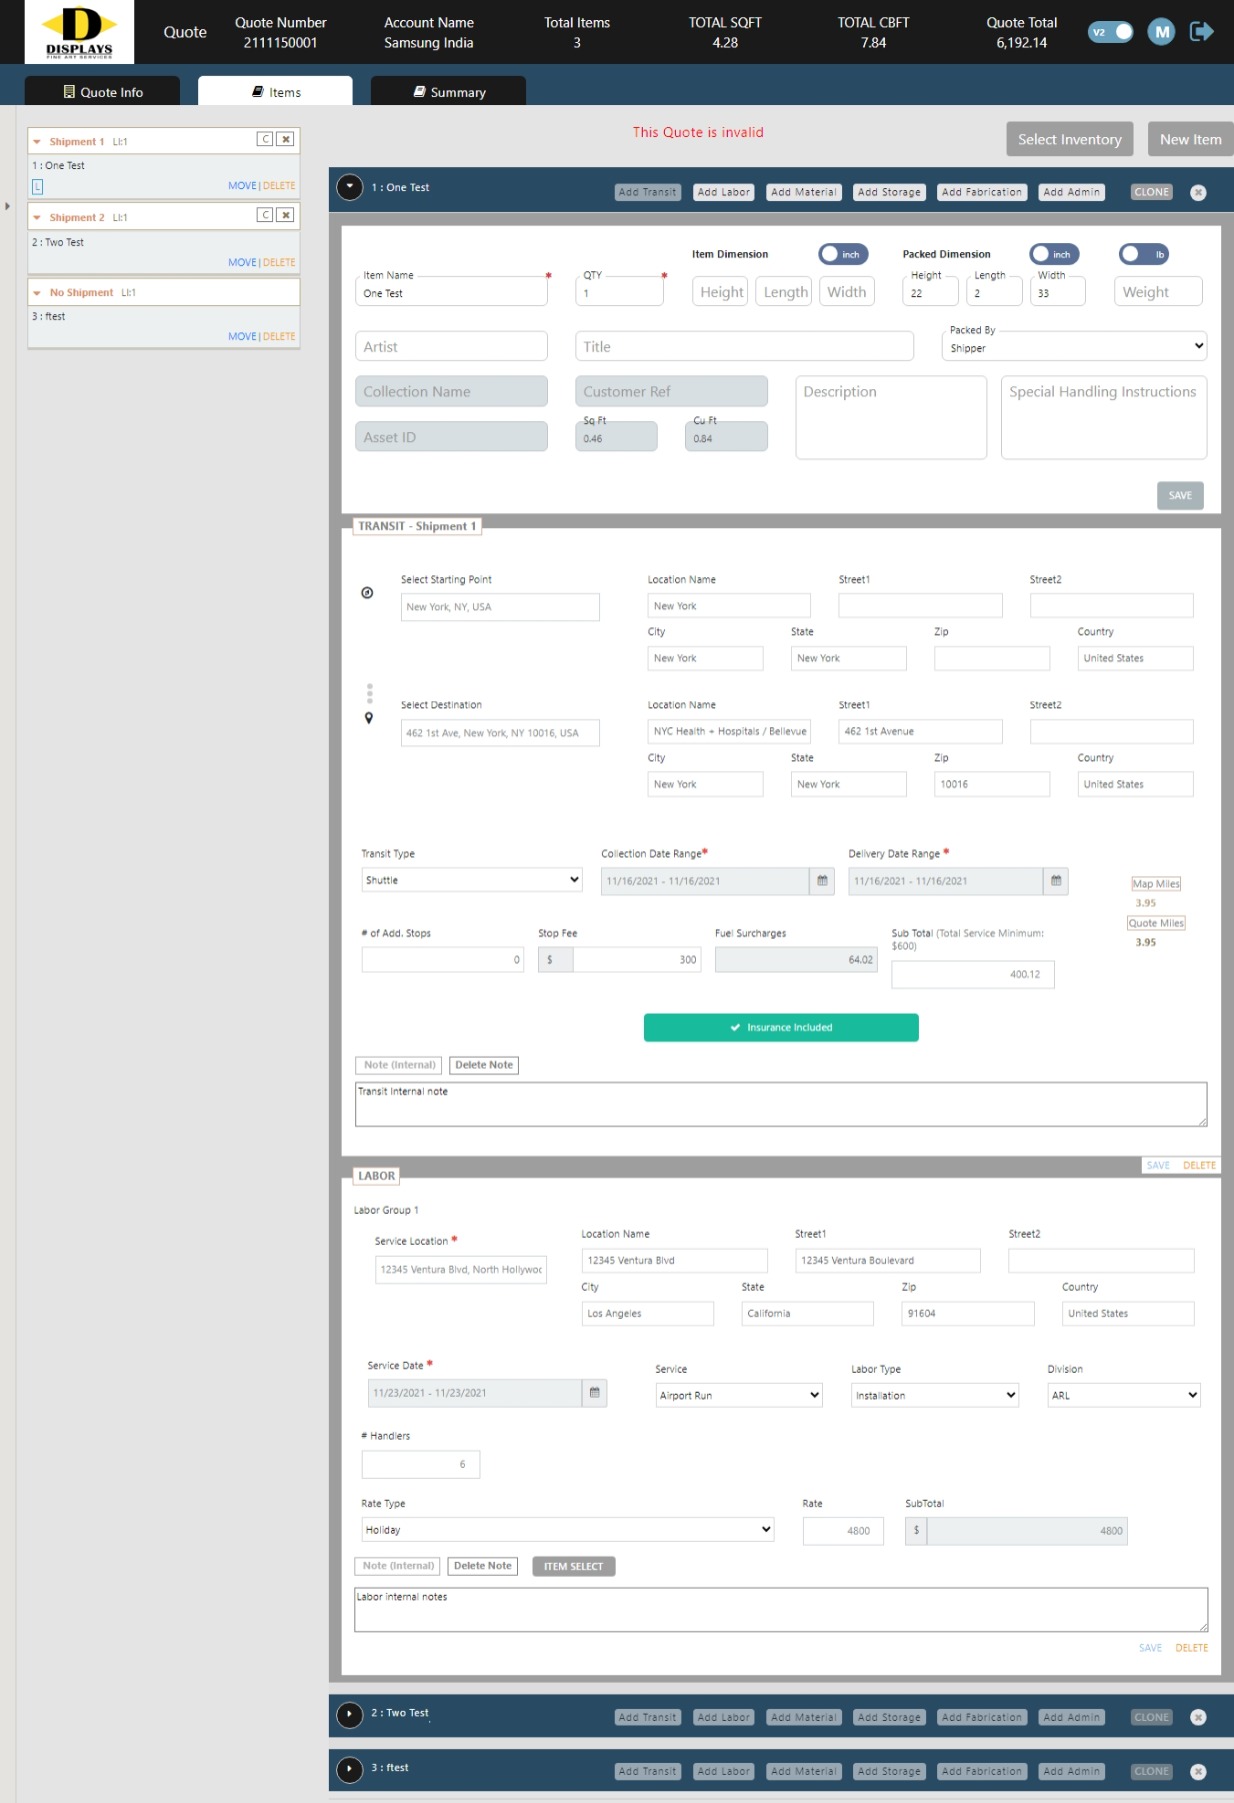 D
DISPLAYS
FINE ART SERVICES
Quote
Quote Number
2111150001
Account Name
Samsung India
Total Items
3
TOTAL SQFT
4.28
TOTAL CBFT
7.84
Quote Total
6,192.14
V2
M
Quote Info
Items
Summary
Shipment 1 LI:1
C
1 : One Test
L
MOVE | DELETE
Shipment 2 LI:1
C
2 : Two Test
MOVE | DELETE
No Shipment LI:1
3 : ftest
MOVE | DELETE
This Quote is invalid
Select Inventory
New Item
1 : One Test
Add Transit Add Labor Add Material Add Storage Add Fabrication Add Admin CLONE
Item Dimension
inch
Packed Dimension
inch
lb
Item Name *
One Test
QTY *
1
Height
Length
Width
Height
22
Length
2
Width
33
Weight
Artist
Title
Packed By
Shipper
Collection Name
Customer Ref
Description
Special Handling Instructions
Asset ID
Sq Ft
0.46
Cu Ft
0.84
SAVE
TRANSIT - Shipment 1
Select Starting Point
New York, NY, USA
Location Name
New York
Street1
Street2
City
New York
State
New York
Zip
Country
United States
Select Destination
462 1st Ave, New York, NY 10016, USA
Location Name
NYC Health + Hospitals / Bellevue
Street1
462 1st Avenue
Street2
City
New York
State
New York
Zip
10016
Country
United States
Transit Type
Shuttle
Collection Date Range*
11/16/2021 - 11/16/2021
Delivery Date Range *
11/16/2021 - 11/16/2021
Map Miles
3.95
Quote Miles
3.95
# of Add. Stops
0
Stop Fee
$ 300
Fuel Surcharges
64.02
Sub Total (Total Service Minimum:
$600)
400.12
Insurance Included
Note (Internal)
Delete Note
Transit Internal note
SAVE DELETE
LABOR
Labor Group 1
Service Location *
12345 Ventura Blvd, North Hollywoc
Location Name
12345 Ventura Blvd
Street1
12345 Ventura Boulevard
Street2
City
Los Angeles
State
California
Zip
91604
Country
United States
Service Date *
11/23/2021 - 11/23/2021
Service
Airport Run
Labor Type
Installation
Division
ARL
# Handlers
6
Rate Type
Holiday
Rate
4800
SubTotal
$ 4800
Note (Internal)
Delete Note
ITEM SELECT
Labor internal notes
SAVE DELETE
2 : Two Test
Add Transit Add Labor Add Material Add Storage Add Fabrication Add Admin CLONE
3 : ftest
Add Transit Add Labor Add Material Add Storage Add Fabrication Add Admin CLONE